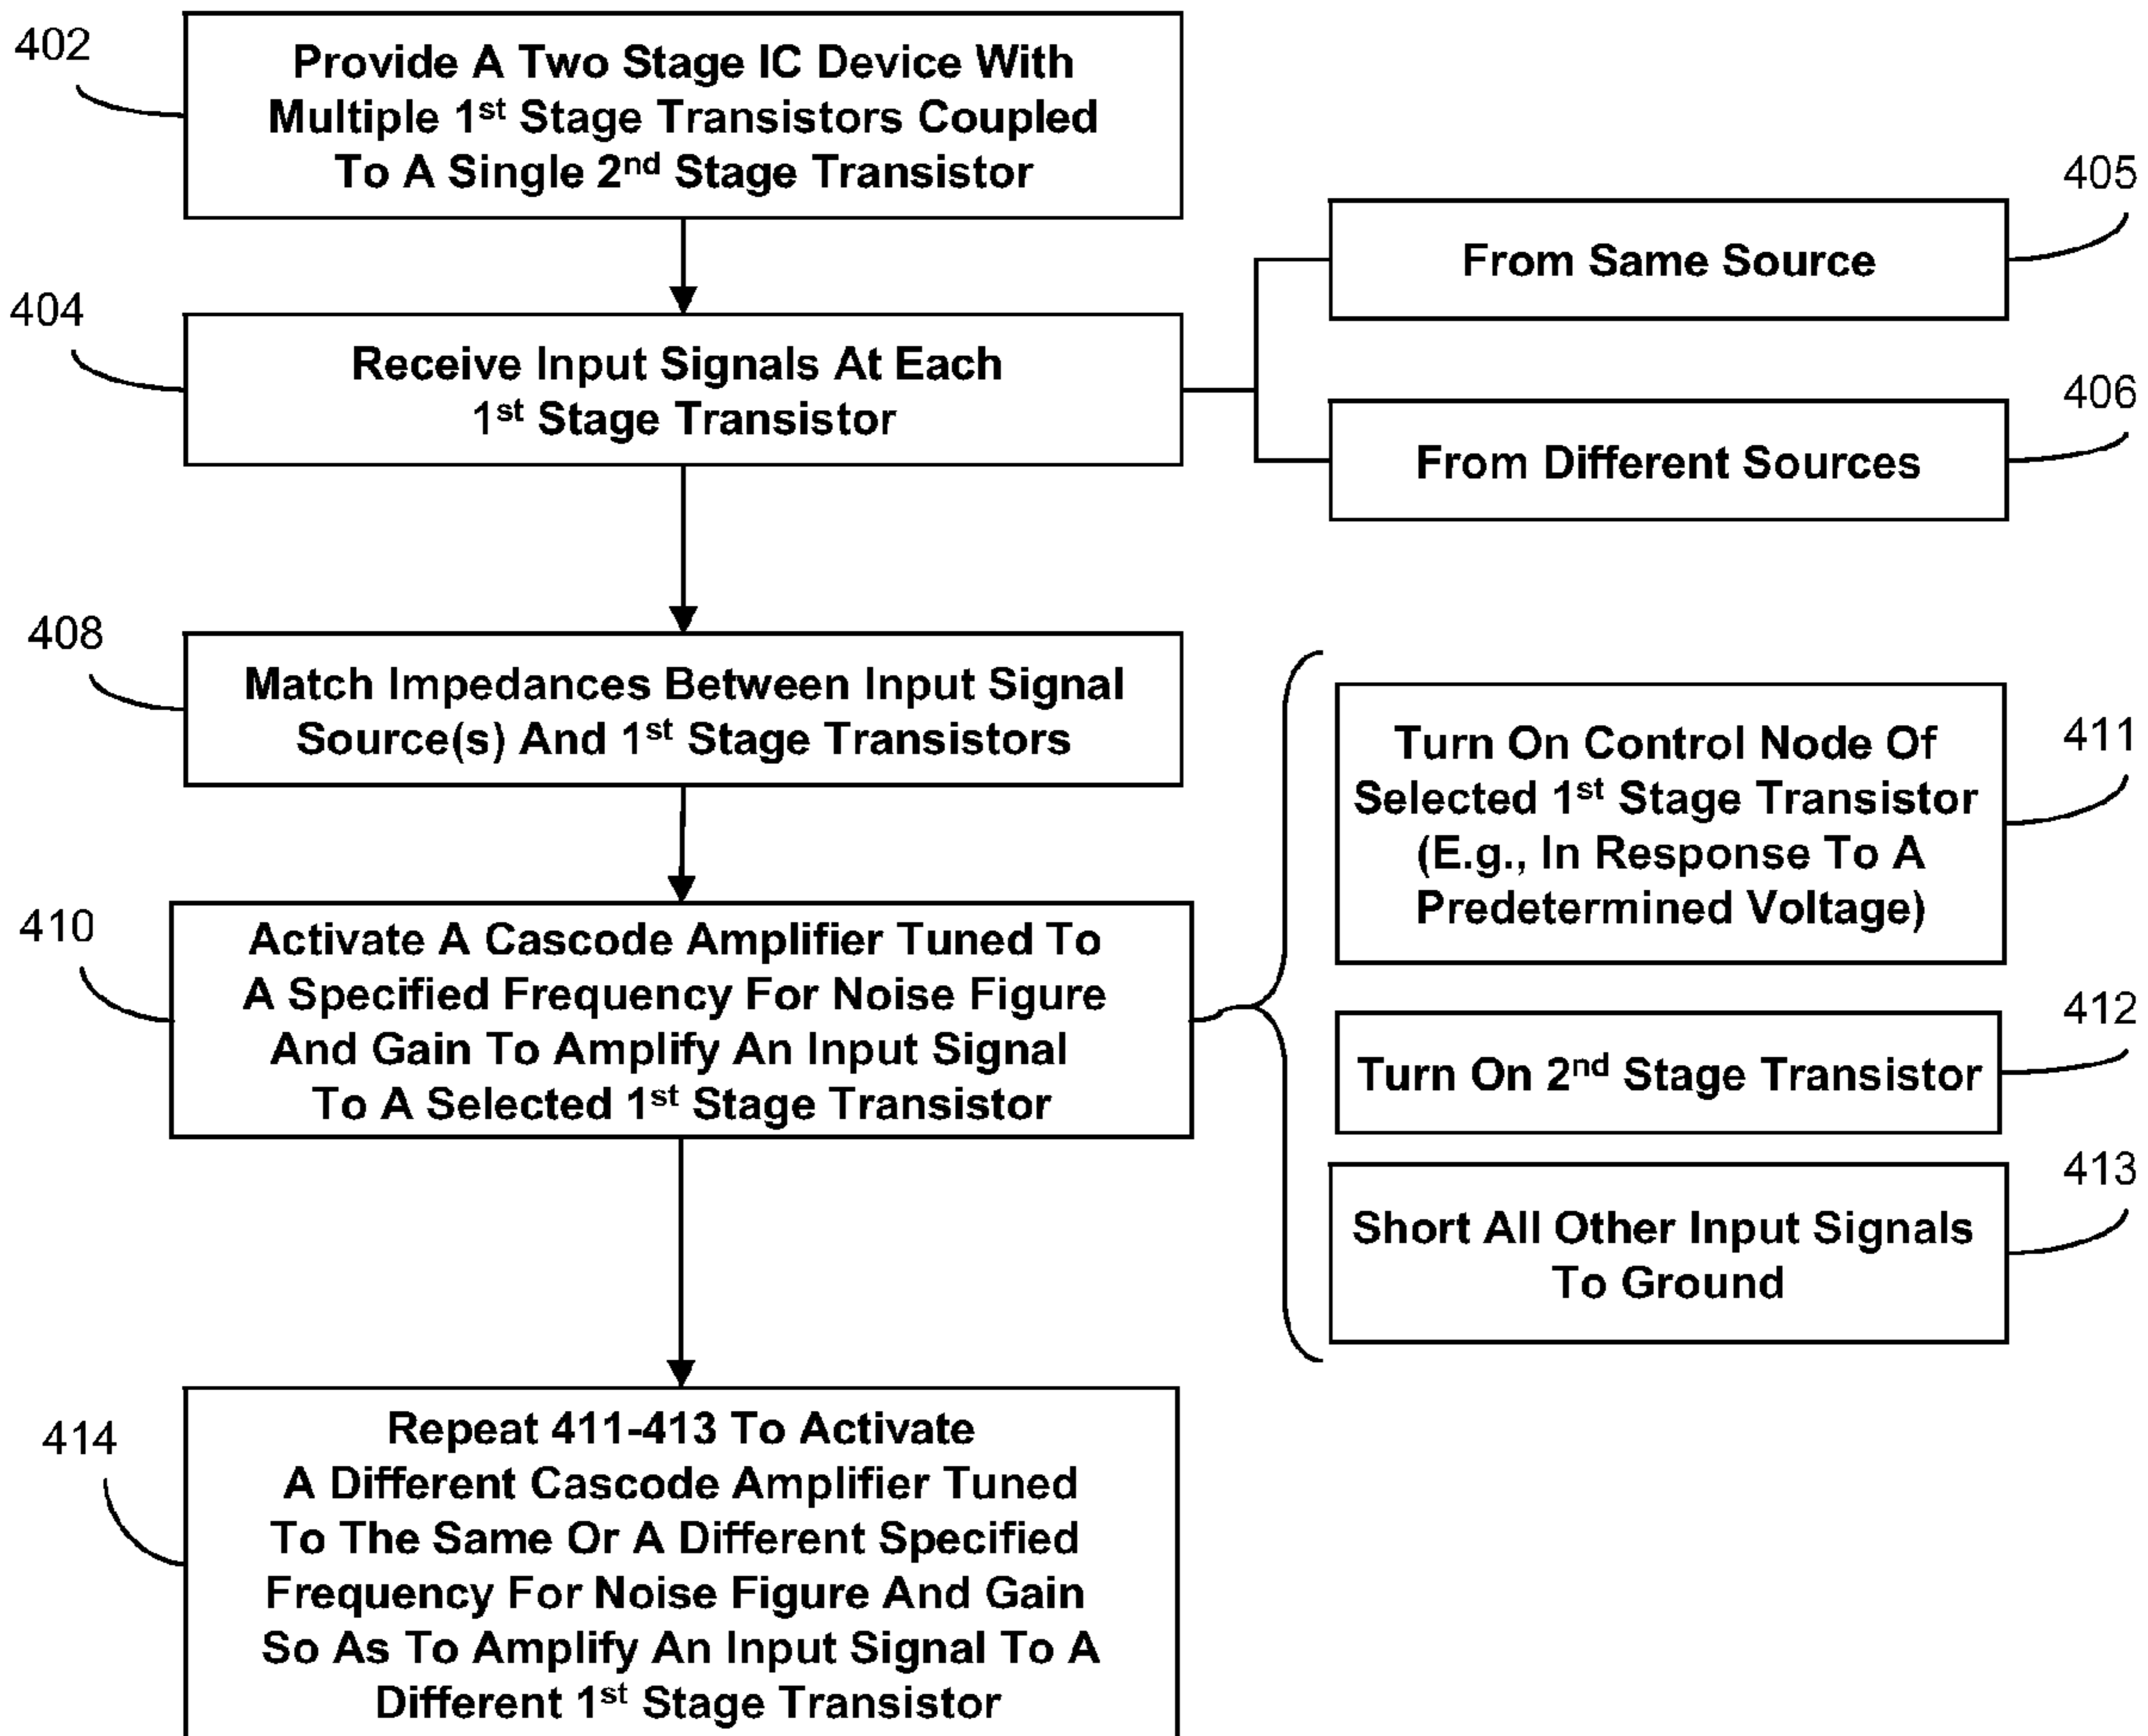 402
Provide A Two Stage IC Device With
Multiple 1st Stage Transistors Coupled
To A Single 2nd Stage Transistor
404
Receive Input Signals At Each
1st Stage Transistor
405
From Same Source
406
From Different Sources
408
Match Impedances Between Input Signal
Source(s) And 1st Stage Transistors
410
Activate A Cascode Amplifier Tuned To
A Specified Frequency For Noise Figure
And Gain To Amplify An Input Signal
To A Selected 1st Stage Transistor
411
Turn On Control Node Of
Selected 1st Stage Transistor
(E.g., In Response To A
Predetermined Voltage)
412
Turn On 2nd Stage Transistor
413
Short All Other Input Signals
To Ground
414
Repeat 411-413 To Activate
A Different Cascode Amplifier Tuned
To The Same Or A Different Specified
Frequency For Noise Figure And Gain
So As To Amplify An Input Signal To A
Different 1st Stage Transistor